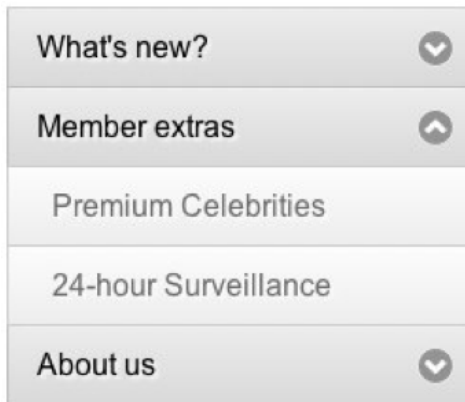 What's new?
Member extras
Premium Celebrities
24-hour Surveillance
About us